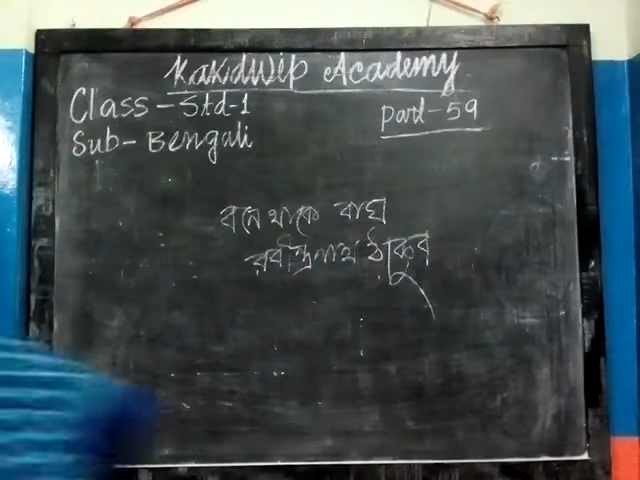 Kakdwip Academy
Class - Std-1
Part - 59
Sub - Bengali
বনে থাকে বাঘ
রবীন্দ্রনাথ ঠাকুর